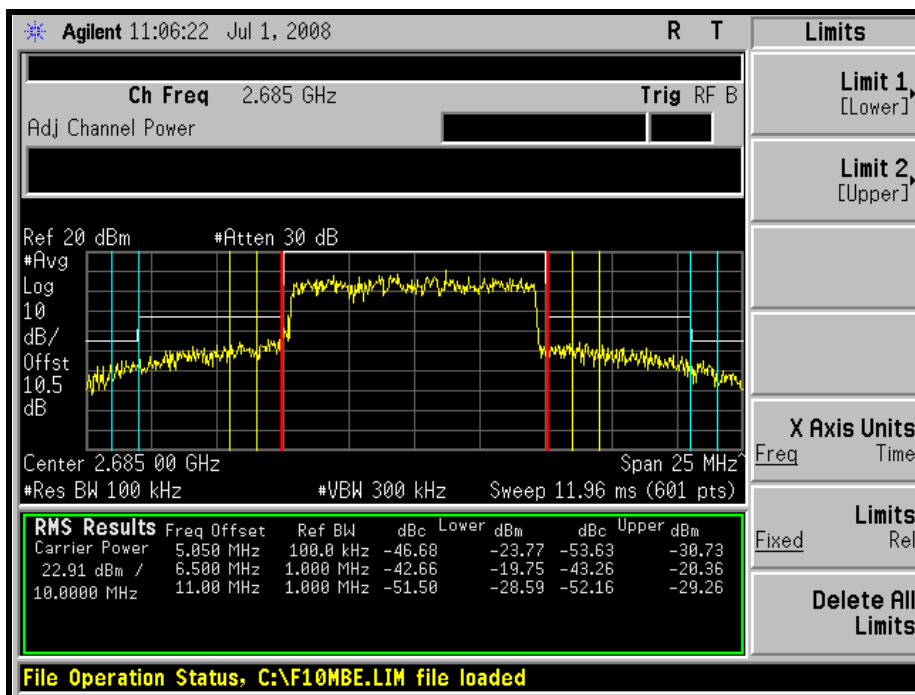 Agilent 11:06:22 Jul 1, 2008 R T
Ch Freq 2.685 GHz Trig RF B
Adj Channel Power
Ref 20 dBm #Atten 30 dB
#Avg
Log
10
dB/
Offst
10.5
dB
Center 2.685 00 GHz Span 25 MHz^
#Res BW 100 kHz #VBW 300 kHz Sweep 11.96 ms (601 pts)
RMS Results Freq Offset Ref BW dBc Lower dBm dBc Upper dBm
Carrier Power 5.050 MHz 100.0 kHz -46.68 -23.77 -53.63 -30.73
22.91 dBm / 6.500 MHz 1.000 MHz -42.66 -19.75 -43.26 -20.36
10.0000 MHz 11.00 MHz 1.000 MHz -51.50 -28.59 -52.16 -29.26
File Operation Status, C:\F10MBE.LIM file loaded
Limits
Limit 1
[Lower]
Limit 2
[Upper]
X Axis Units
Freq Time
Limits
Fixed Rel
Delete All
Limits